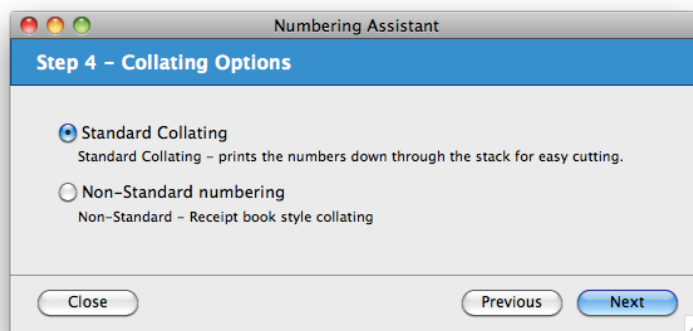 Numbering Assistant
Step 4 – Collating Options
Standard Collating
Standard Collating – prints the numbers down through the stack for easy cutting.
Non-Standard numbering
Non-Standard – Receipt book style collating
Close Previous Next